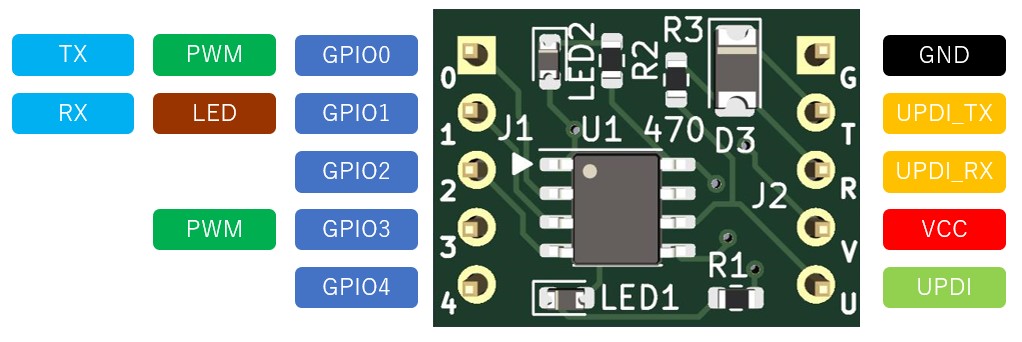 TX PWM GPIO0
RX LED GPIO1
GPIO2
PWM GPIO3
GPIO4
0
1
2
3
4
LED2
R2
R3
J1
U1
470
D3
J2
R1
LED1
G
T
R
V
U
GND
UPDI_TX
UPDI_RX
VCC
UPDI